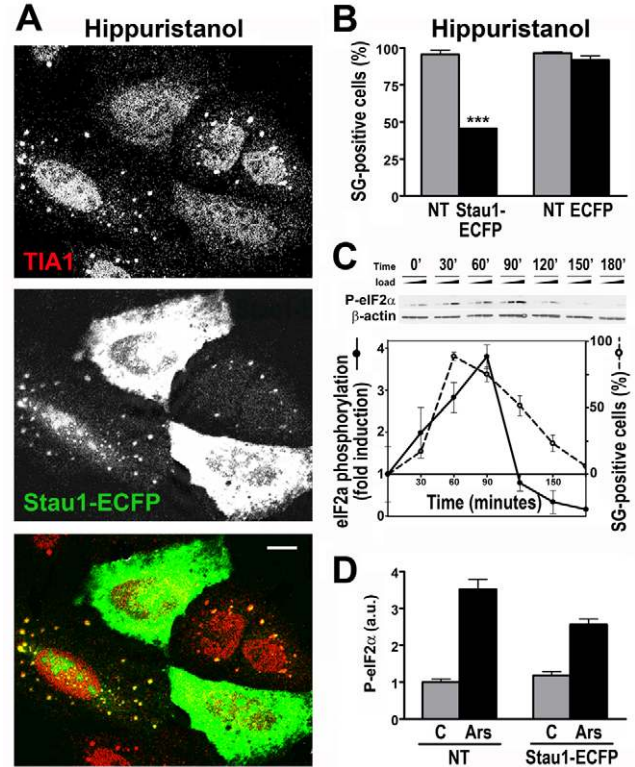 A
Hippuristanol
TIA1
Stau1-ECFP
B
Hippuristanol
SG-positive cells (%)
100
75
50
25
0
***
NT Stau1-
ECFP
NT ECFP
C
Time 0' 30' 60' 90' 120' 150' 180'
load
P-eIF2α
β-actin
eIF2a phosphorylation
(fold induction)
4
3
2
1
0
30 60 90 150
Time (minutes)
100
50
0
SG-positive cells (%)
D
P-eIF2α (a.u.)
4
3
2
1
0
C Ars C Ars
NT Stau1-ECFP